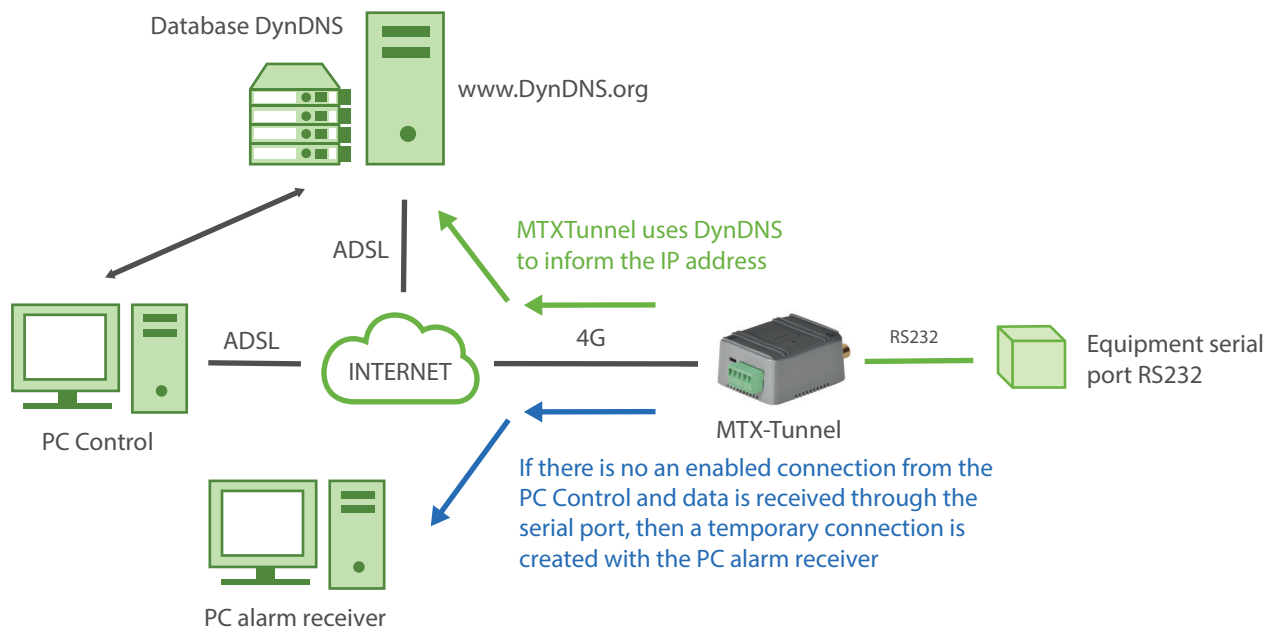 Database DynDNS
www.DynDNS.org
MTXTunnel uses DynDNS
to inform the IP address
ADSL
ADSL
INTERNET
4G
RS232
Equipment serial
port RS232
PC Control
MTX-Tunnel
If there is no an enabled connection from the
PC Control and data is received through the
serial port, then a temporary connection is
created with the PC alarm receiver
PC alarm receiver